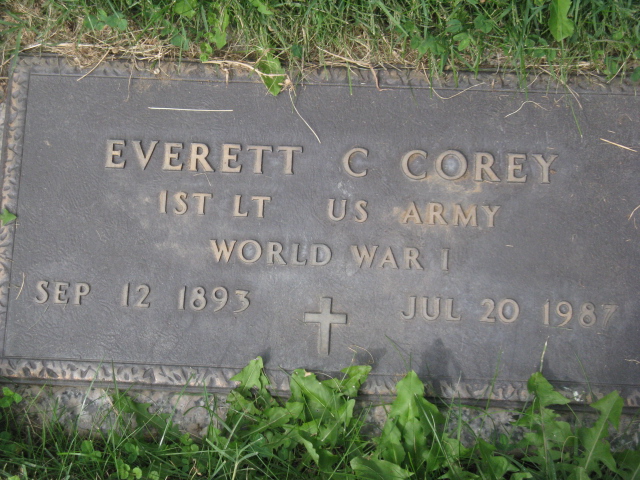 EVERETT C COREY
1ST LT US ARMY
WORLD WAR I
SEP 12 1893 JUL 20 1987